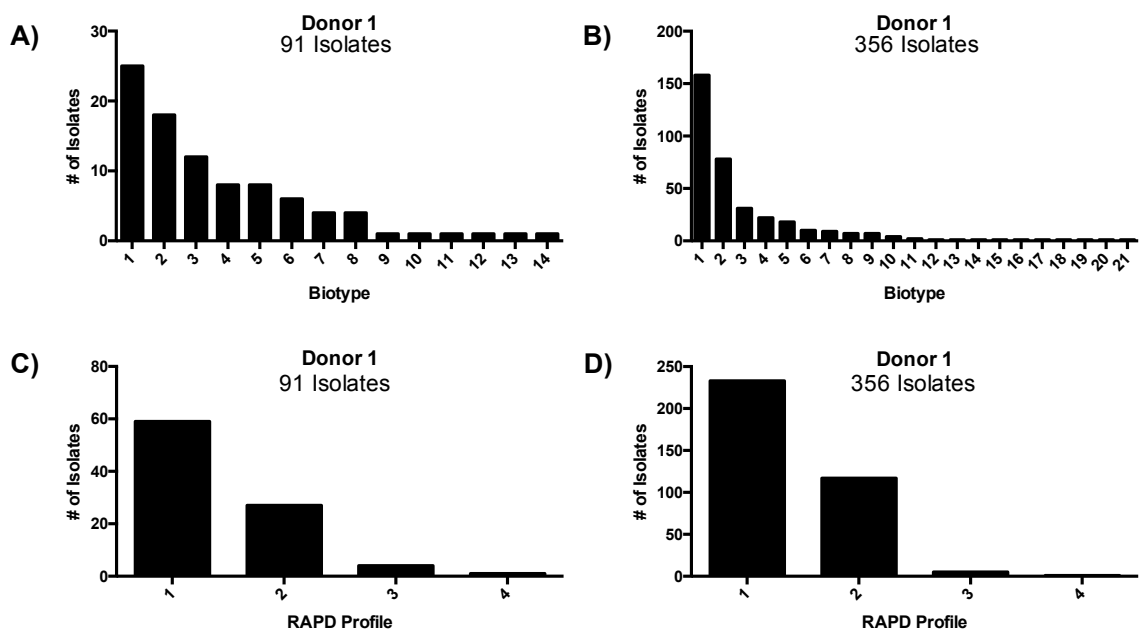 A)
Donor 1
91 Isolates
# of Isolates
30
20
10
0
1 2 3 4 5 6 7 8 9 10 11 12 13 14
Biotype
B)
Donor 1
356 Isolates
# of Isolates
200
150
100
50
0
1 2 3 4 5 6 7 8 9 10 11 12 13 14 15 16 17 18 19 20 21
Biotype
C)
Donor 1
91 Isolates
# of Isolates
80
60
40
20
0
1 2 3 4
RAPD Profile
D)
Donor 1
356 Isolates
# of Isolates
250
200
150
100
50
0
1 2 3 4
RAPD Profile